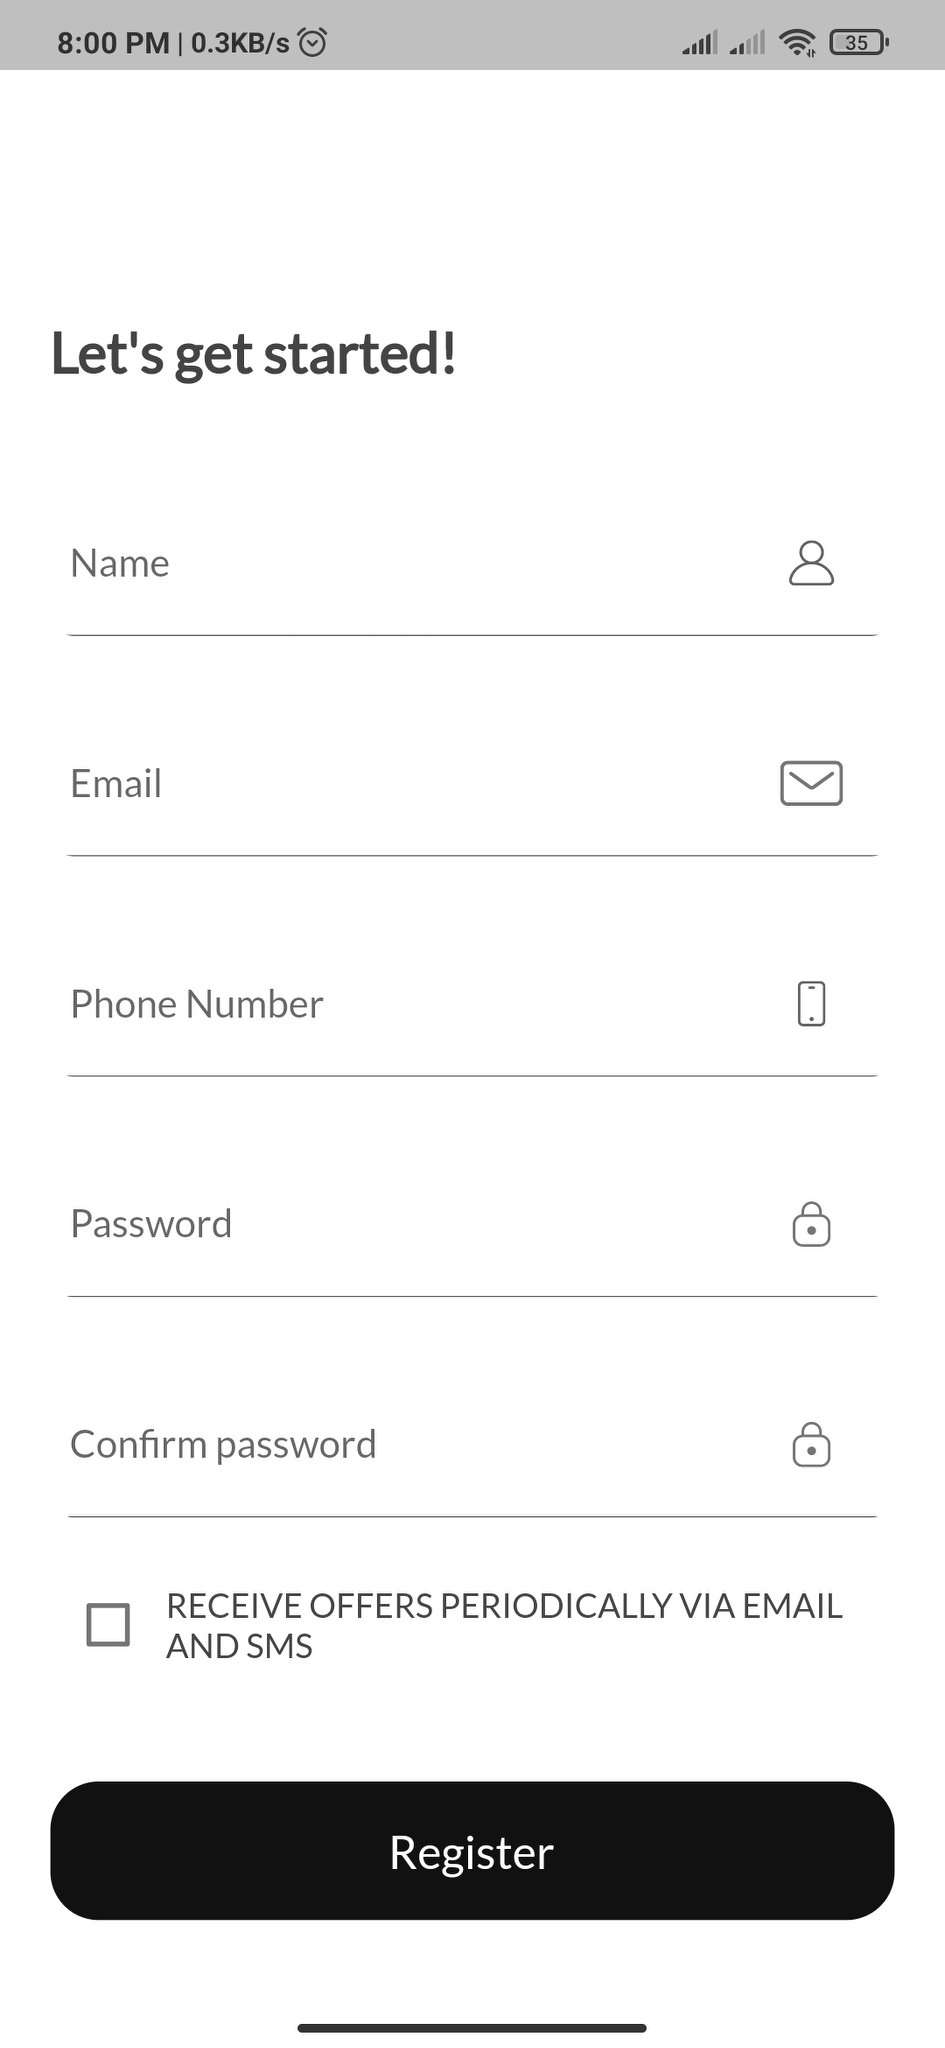 8:00 PM | 0.3KB/s
35
Let's get started!
Name
Email
Phone Number
Password
Confirm password
RECEIVE OFFERS PERIODICALLY VIA EMAIL
AND SMS
Register